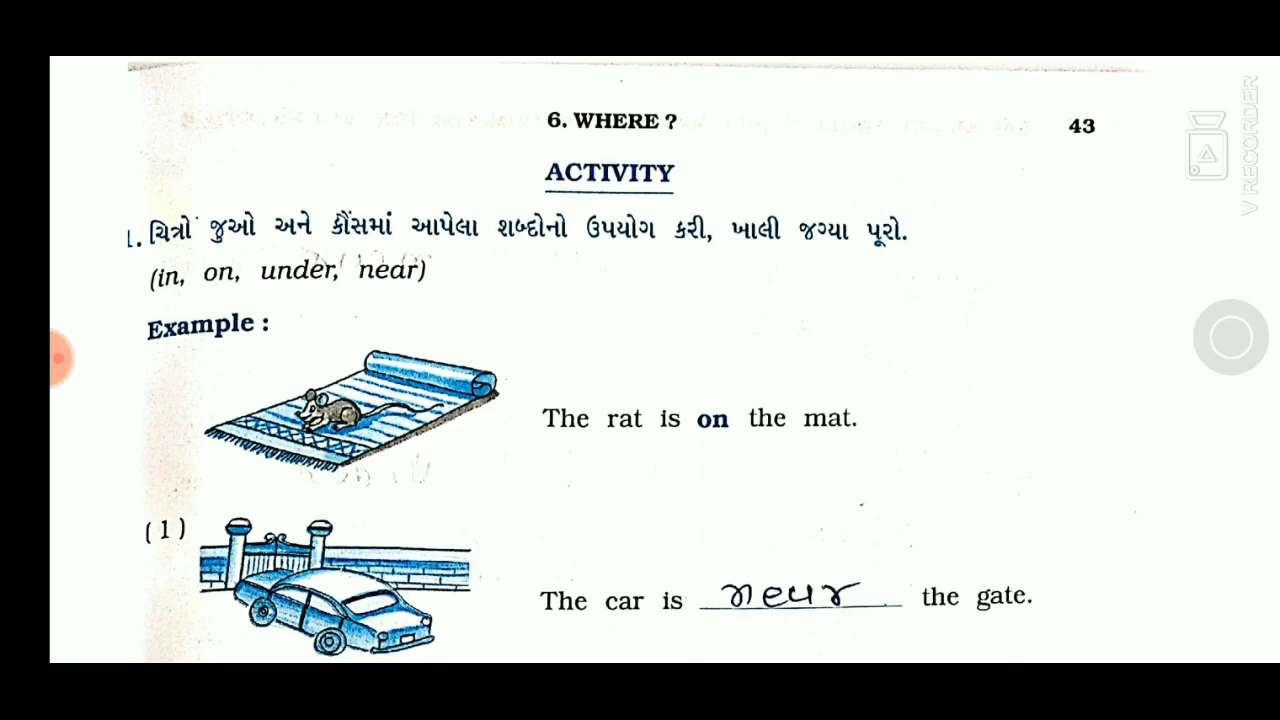 6. WHERE ?
43
ACTIVITY
1. ચિત્રો જુઓ અને કૌંસમાં આપેલા શબ્દોનો ઉપયોગ કરી, ખાલી જગ્યા પૂરો.
(in, on, under, near)
Example :
The rat is on the mat.
(1)
The car is near the gate.
V RECORDER